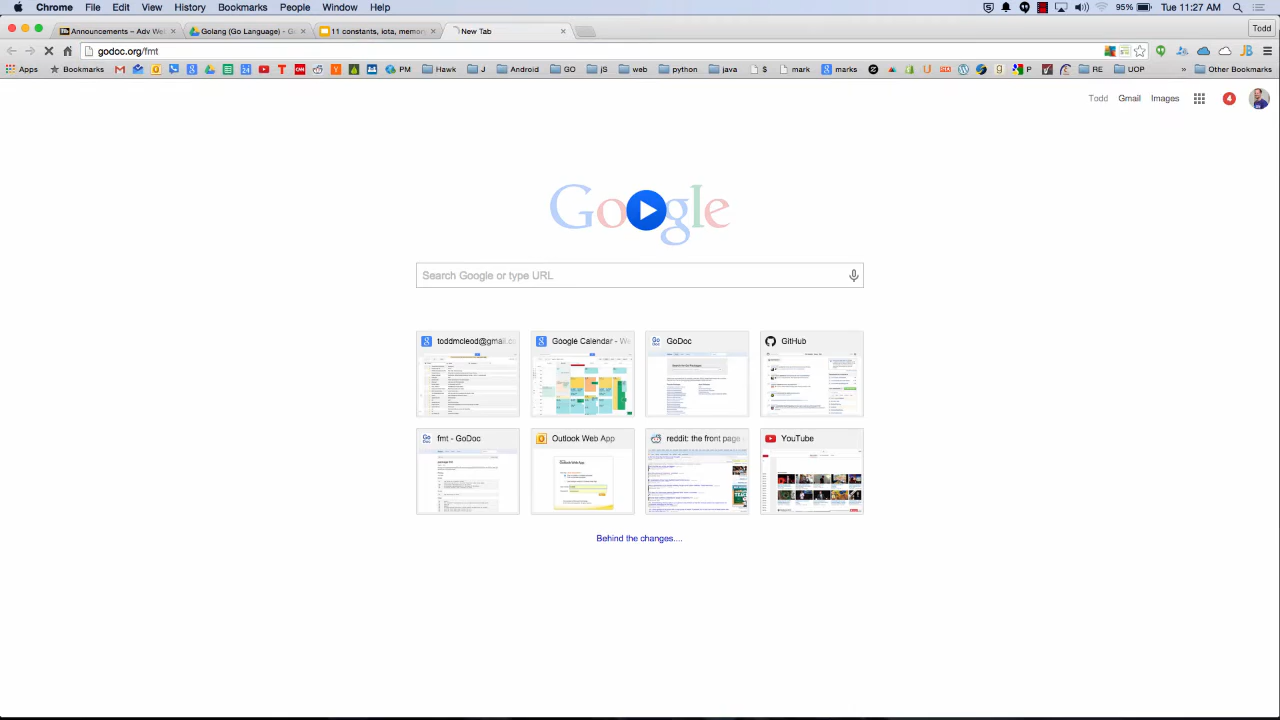 Chrome File Edit View History Bookmarks People Window Help 95% Tue 11:27 AM
Announcements – Adv We Golang (Go Language) - G 11 constants, iota, memor New Tab Todd
godoc.org/fmt
Apps Bookmarks PM Hawk J Android GO jS web python java $ mark marks P RE UOP » Other Bookmarks
Todd Gmail Images 4
Google
Search Google or type URL
toddmcleod@gmail.c Google Calendar - W GoDoc GitHub
fmt - GoDoc Outlook Web App reddit: the front page YouTube
Behind the changes....